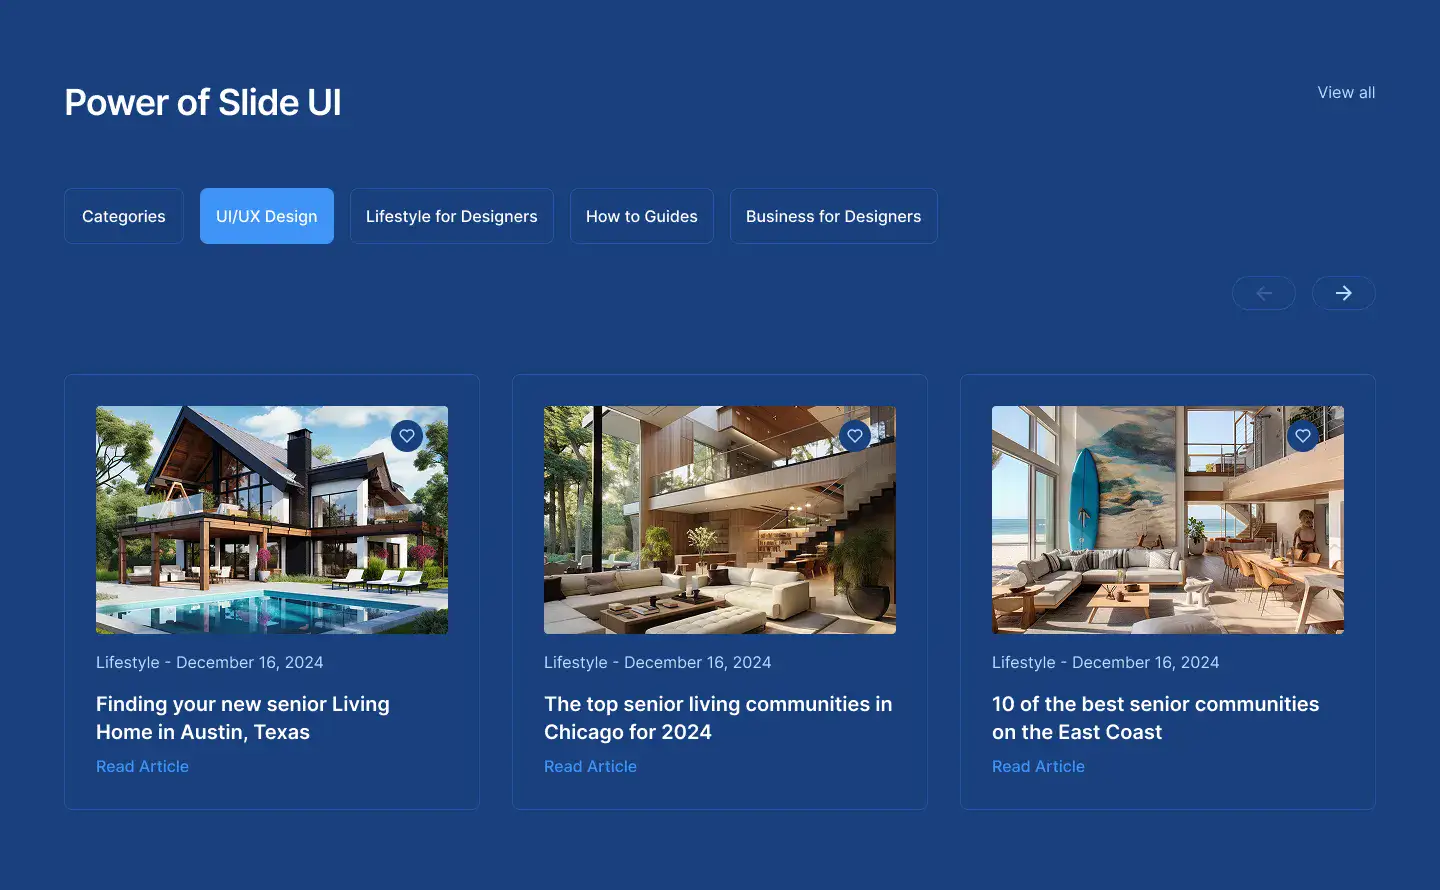 Power of Slide UI
View all
Categories
UI/UX Design
Lifestyle for Designers
How to Guides
Business for Designers
Lifestyle - December 16, 2024
Finding your new senior Living
Home in Austin, Texas
Read Article
Lifestyle - December 16, 2024
The top senior living communities in
Chicago for 2024
Read Article
Lifestyle - December 16, 2024
10 of the best senior communities
on the East Coast
Read Article